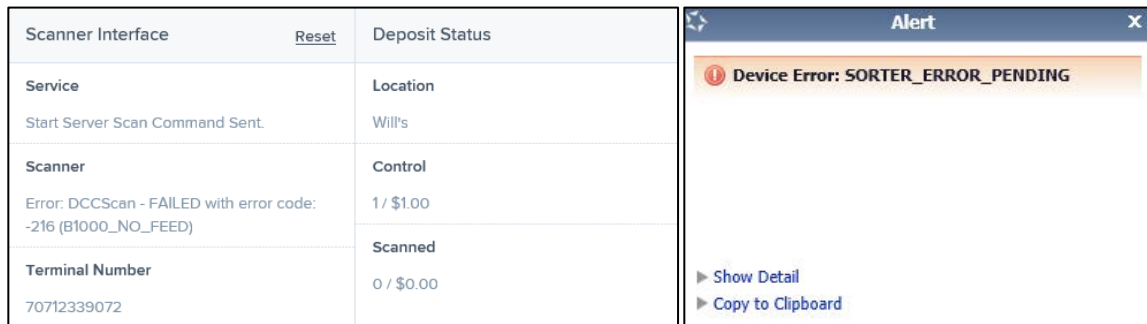 Scanner Interface Reset
Service
Start Server Scan Command Sent.
Scanner
Error: DCCScan - FAILED with error code:
-216 (B1000_NO_FEED)
Terminal Number
70712339072
Deposit Status
Location
Will's
Control
1 / $1.00
Scanned
0 / $0.00
Alert X
Device Error: SORTER_ERROR_PENDING
Show Detail
Copy to Clipboard